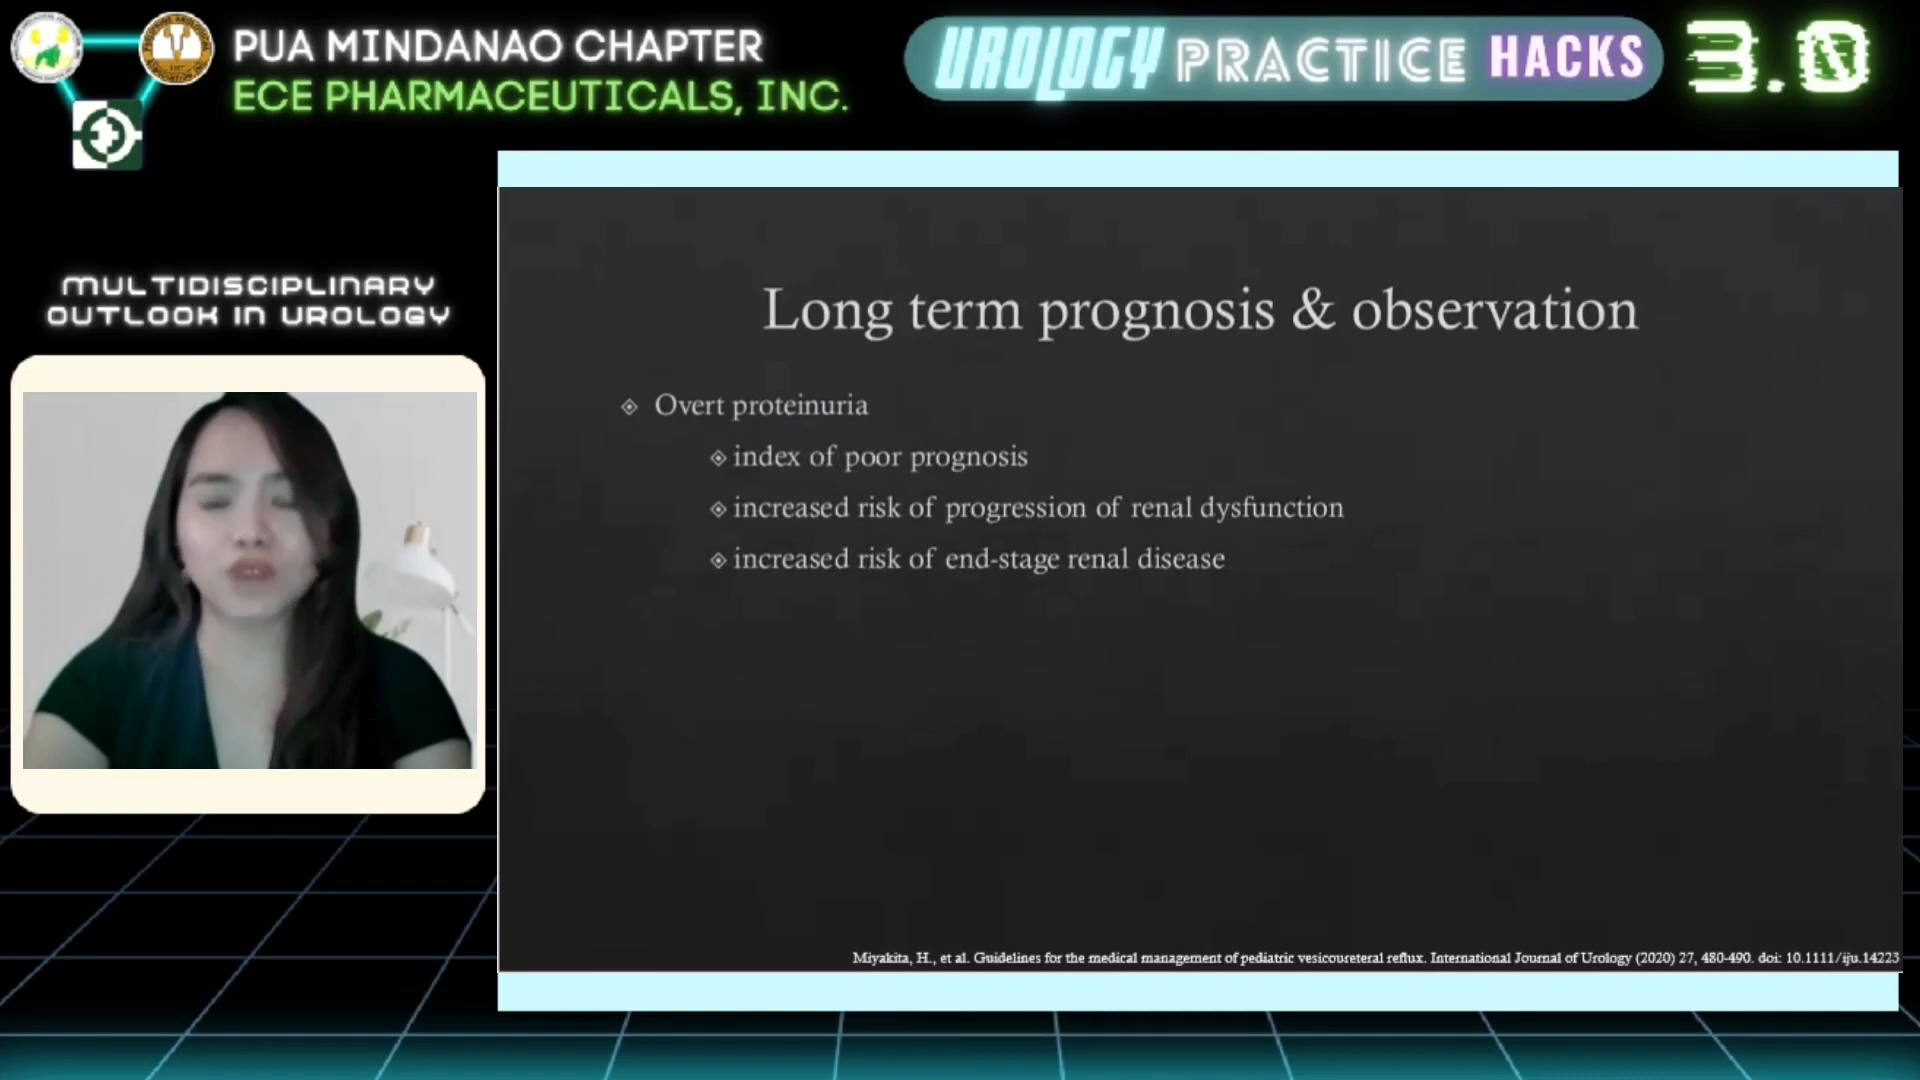 PUA MINDANAO CHAPTER
ECE PHARMACEUTICALS, INC.
UROLOGY PRACTICE HACKS 3.0
MULTIDISCIPLINARY
OUTLOOK IN UROLOGY
Long term prognosis & observation
Overt proteinuria
index of poor prognosis
increased risk of progression of renal dysfunction
increased risk of end-stage renal disease
Miyakita, H., et al. Guidelines for the medical management of pediatric vesicoureteral reflux. International Journal of Urology (2020) 27, 480-490. doi: 10.1111/iju.14223